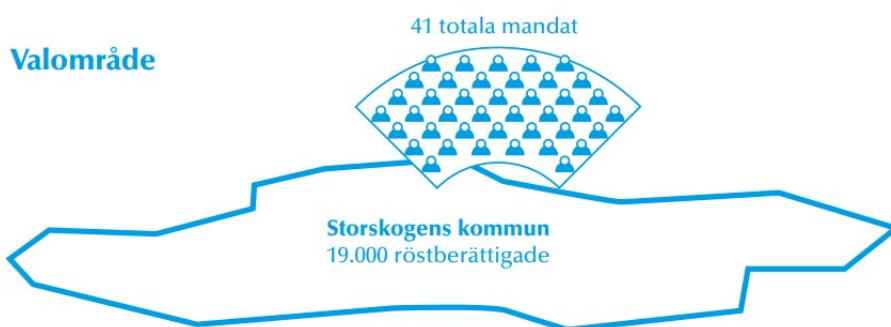 41 totala mandat
Valområde
Storskogens kommun
19.000 röstberättigade